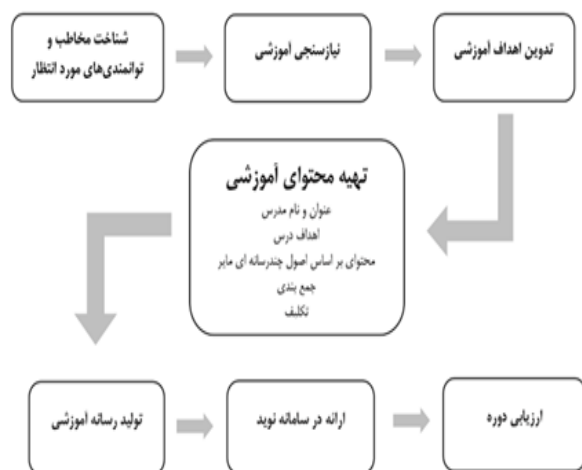 شناخت مخاطب و
توانمندی‌های مورد انتظار
نیازسنجی آموزشی
تدوین اهداف آموزشی
تهیه محتوای آموزشی
عنوان و نام مدرس
اهداف درس
محتوای بر اساس اصول چندرسانه ای مایر
جمع بندی
تکلیف
تولید رسانه آموزشی
ارائه در سامانه نوید
ارزیابی دوره